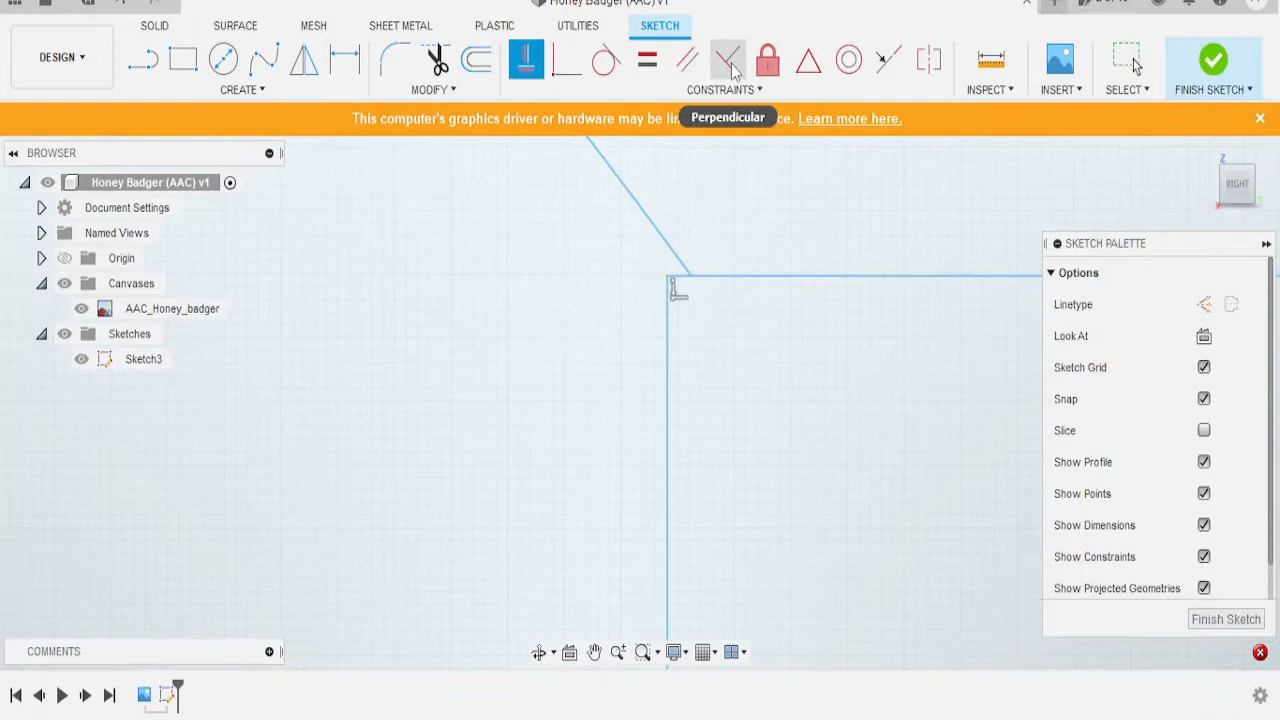 Honey Badger (AAC) v1
SOLID SURFACE MESH SHEET METAL PLASTIC UTILITIES SKETCH
DESIGN
CREATE MODIFY CONSTRAINTS INSPECT INSERT SELECT FINISH SKETCH
This computer's graphics driver or hardware may be li
ce. Learn more here.
Perpendicular
BROWSER
Honey Badger (AAC) v1
Document Settings
Named Views
Origin
Canvases
AAC_Honey_badger
Sketches
Sketch3
Z
RIGHT
X
Y
SKETCH PALETTE
Options
Linetype
Look At
Sketch Grid
Snap
Slice
Show Profile
Show Points
Show Dimensions
Show Constraints
Show Projected Geometries
Finish Sketch
COMMENTS